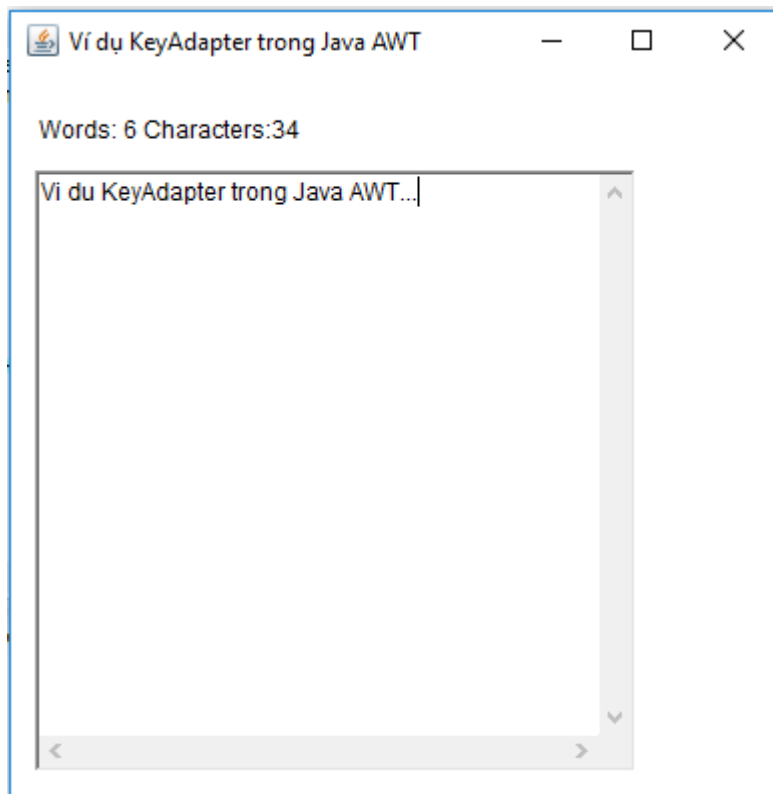 Ví dụ KeyAdapter trong Java AWT
Words: 6 Characters:34
Vi du KeyAdapter trong Java AWT...